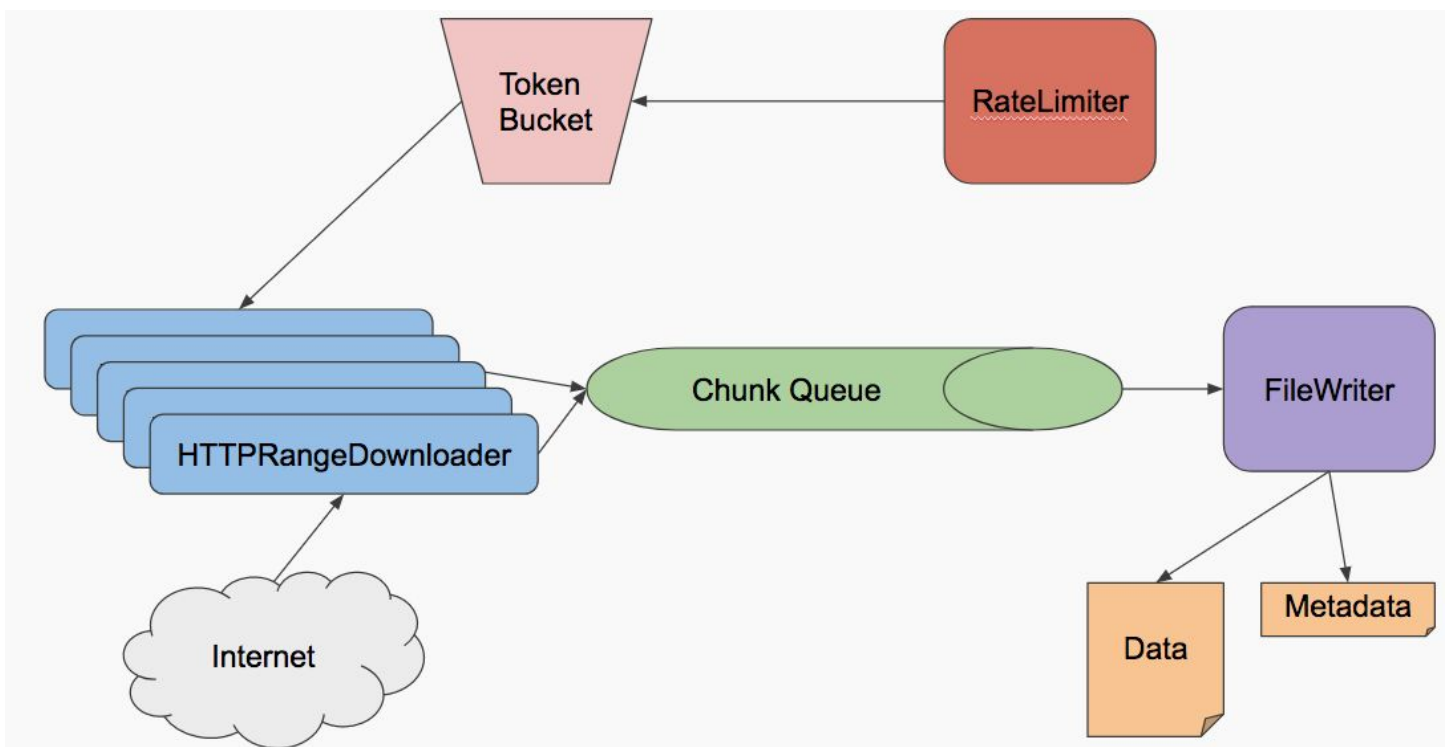 Token
Bucket
RateLimiter
HTTPRangeDownloader
Chunk Queue
FileWriter
Internet
Data
Metadata